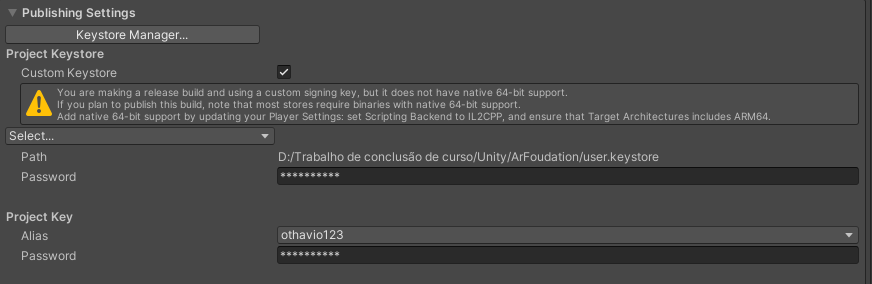 Publishing Settings
Keystore Manager...
Project Keystore
Custom Keystore
You are making a release build and using a custom signing key, but it does not have native 64-bit support.
If you plan to publish this build, note that most stores require binaries with native 64-bit support.
Add native 64-bit support by updating your Player Settings: set Scripting Backend to IL2CPP, and ensure that Target Architectures includes ARM64.
Select...
Path D:/Trabalho de conclusão de curso/Unity/ArFoudation/user.keystore
Password **********
Project Key
Alias othavio123
Password **********